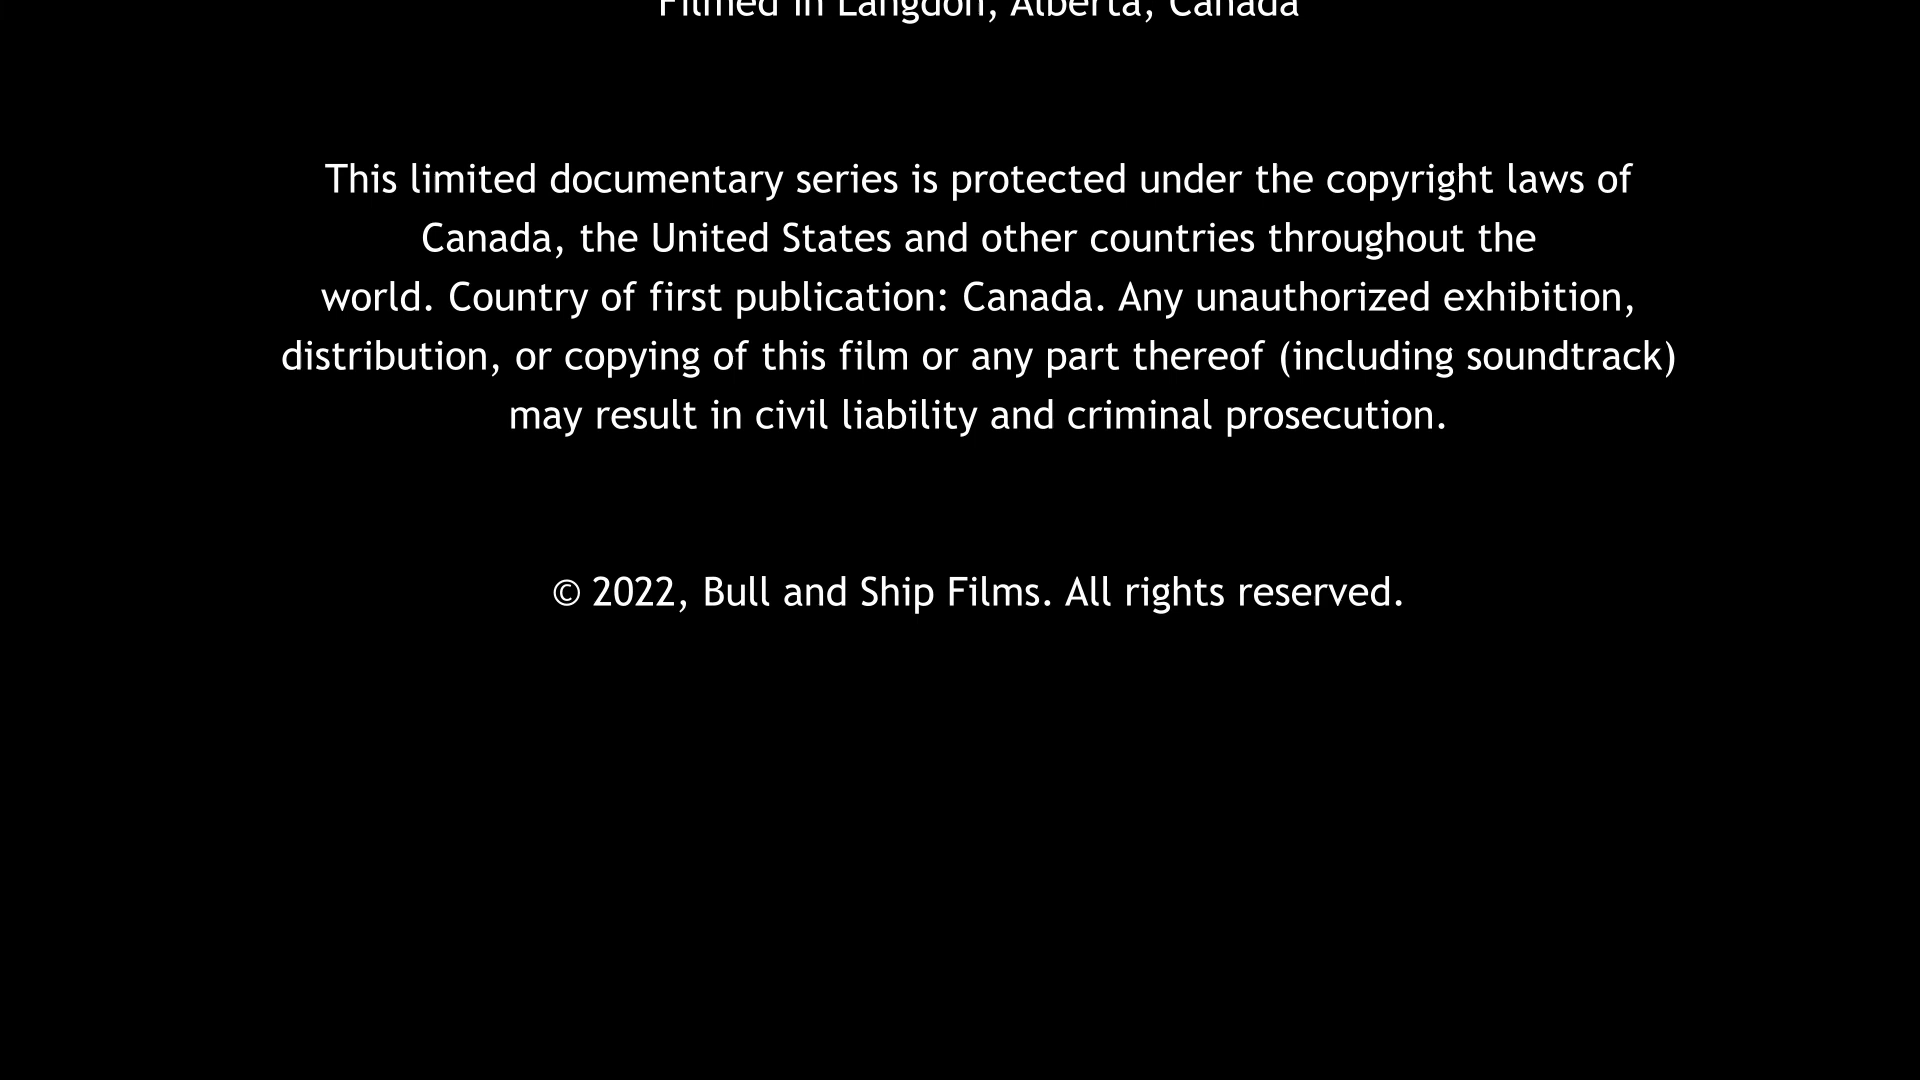 Filmed in Langdon, Alberta, Canada
This limited documentary series is protected under the copyright laws of
Canada, the United States and other countries throughout the
world. Country of first publication: Canada. Any unauthorized exhibition,
distribution, or copying of this film or any part thereof (including soundtrack)
may result in civil liability and criminal prosecution.
© 2022, Bull and Ship Films. All rights reserved.